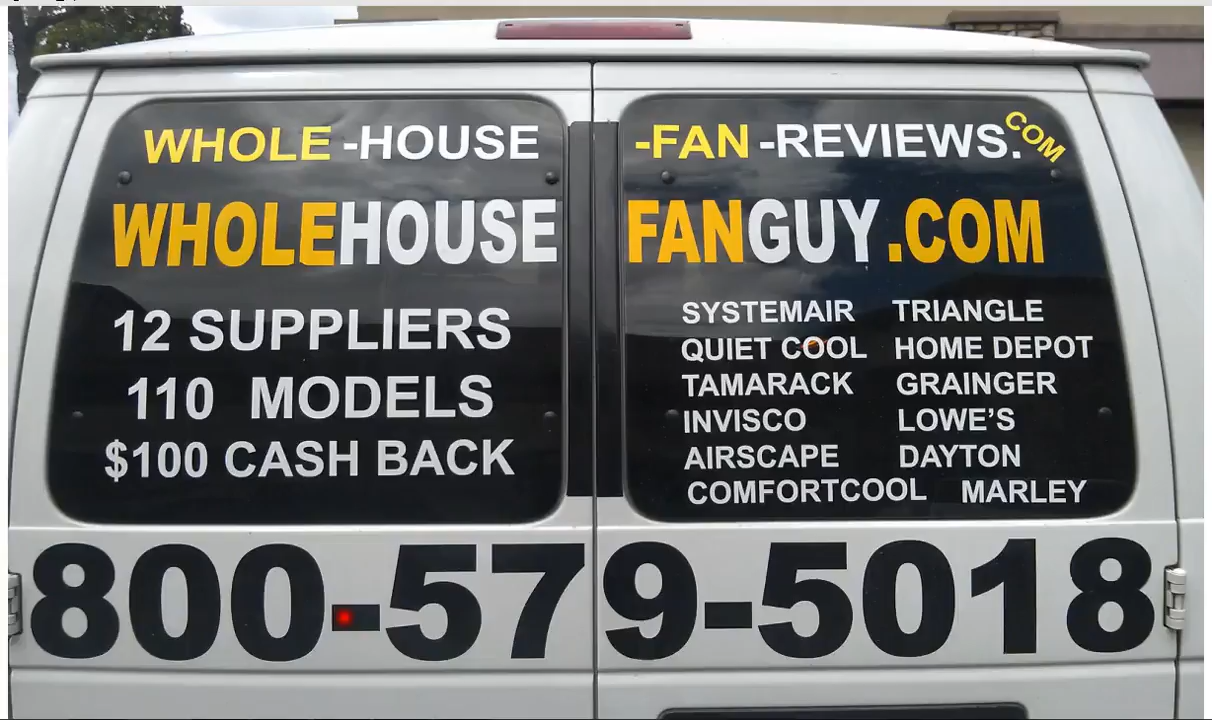 WHOLE -HOUSE -FAN -REVIEWS.COM
WHOLEHOUSE FANGUY.COM
12 SUPPLIERS
110 MODELS
$100 CASH BACK
SYSTEMAIR TRIANGLE
QUIET COOL HOME DEPOT
TAMARACK GRAINGER
INVISCO LOWE'S
AIRSCAPE DAYTON
COMFORTCOOL MARLEY
800-579-5018